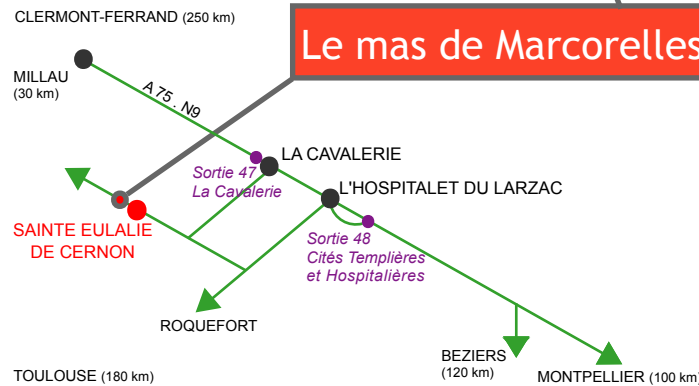 CLERMONT-FERRAND (250 km)
Le mas de Marcorelles
MILLAU
(30 km)
A 75 . N9
LA CAVALERIE
Sortie 47
La Cavalerie
L'HOSPITALET DU LARZAC
SAINTE EULALIE
DE CERNON
Sortie 48
Cités Templières
et Hospitalières
ROQUEFORT
BEZIERS
(120 km)
TOULOUSE (180 km)
MONTPELLIER (100 km)